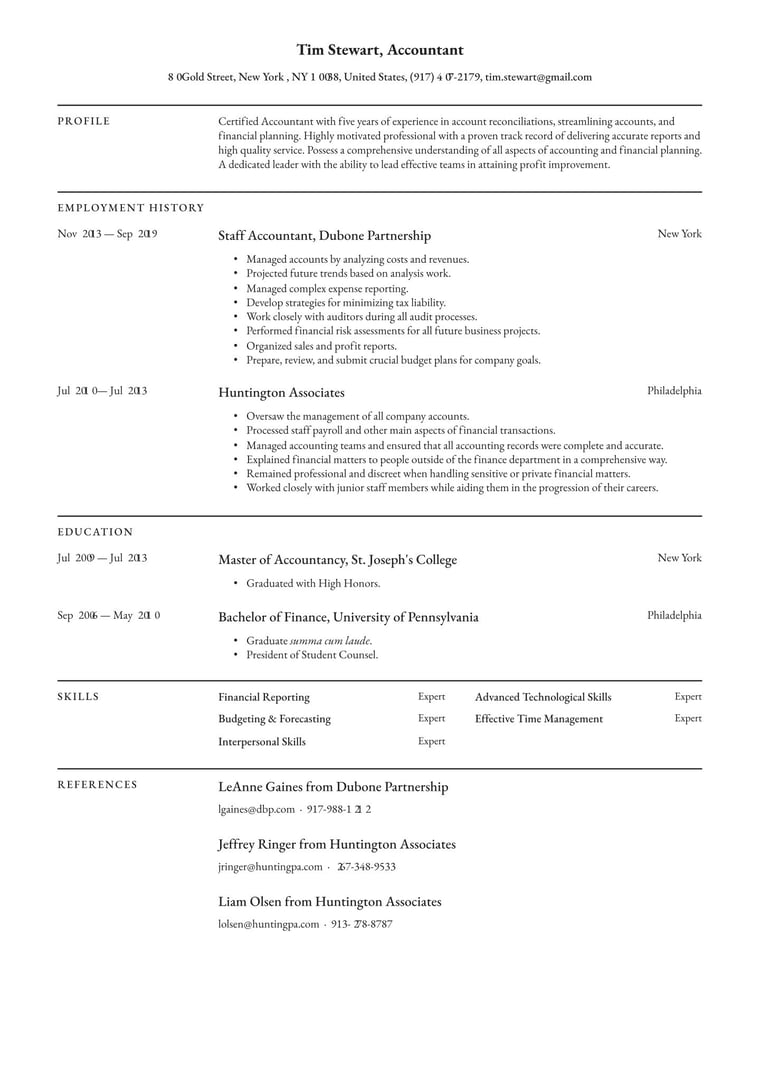 Tim Stewart, Accountant
8 0Gold Street, New York , NY 1 0038, United States, (917) 4 07-2179, tim.stewart@gmail.com
PROFILE
Certified Accountant with five years of experience in account reconciliations, streamlining accounts, and
financial planning. Highly motivated professional with a proven track record of delivering accurate reports and
high quality service. Possess a comprehensive understanding of all aspects of accounting and financial planning.
A dedicated leader with the ability to lead effective teams in attaining profit improvement.
EMPLOYMENT HISTORY
Nov 2013 — Sep 2019
Staff Accountant, Dubone Partnership
New York
• Managed accounts by analyzing costs and revenues.
• Projected future trends based on analysis work.
• Managed complex expense reporting.
• Develop strategies for minimizing tax liability.
• Work closely with auditors during all audit processes.
• Performed financial risk assessments for all future business projects.
• Organized sales and profit reports.
• Prepare, review, and submit crucial budget plans for company goals.
Jul 201 0— Jul 2013
Huntington Associates
Philadelphia
• Oversaw the management of all company accounts.
• Processed staff payroll and other main aspects of financial transactions.
• Managed accounting teams and ensured that all accounting records were complete and accurate.
• Explained financial matters to people outside of the finance department in a comprehensive way.
• Remained professional and discreet when handling sensitive or private financial matters.
• Worked closely with junior staff members while aiding them in the progression of their careers.
EDUCATION
Jul 2009 — Jul 2013
Master of Accountancy, St. Joseph's College
New York
• Graduated with High Honors.
Sep 2006 — May 201 0
Bachelor of Finance, University of Pennsylvania
Philadelphia
• Graduate summa cum laude.
• President of Student Counsel.
SKILLS
Financial Reporting Expert Advanced Technological Skills Expert
Budgeting & Forecasting Expert Effective Time Management Expert
Interpersonal Skills Expert
REFERENCES
LeAnne Gaines from Dubone Partnership
lgaines@dbp.com · 917-988-1 21 2
Jeffrey Ringer from Huntington Associates
jringer@huntingpa.com · 267-348-9533
Liam Olsen from Huntington Associates
lolsen@huntingpa.com · 913- 278-8787